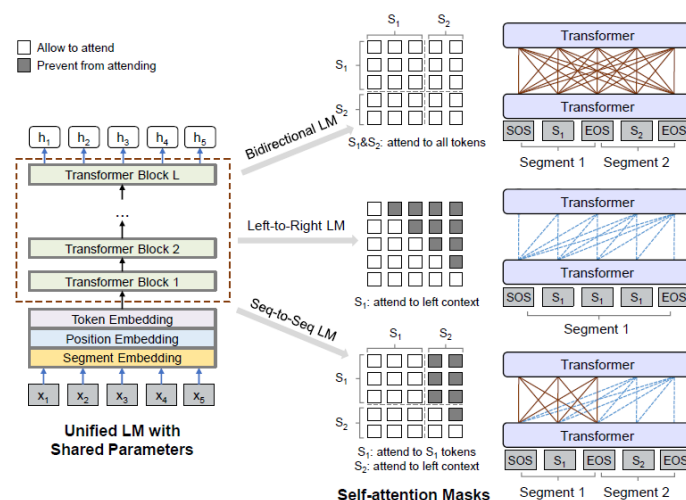 Allow to attend
Prevent from attending
h1 h2 h3 h4 h5
Transformer Block L
...
Transformer Block 2
Transformer Block 1
Token Embedding
Position Embedding
Segment Embedding
x1 x2 x3 x4 x5
Unified LM with
Shared Parameters
Bidirectional LM
Left-to-Right LM
Seq-to-Seq LM
S1 S2
S1
S2
S1&S2: attend to all tokens
S1: attend to left context
S1 S2
S1
S2
S1: attend to S1 tokens
S2: attend to left context
Self-attention Masks
Transformer
Transformer
SOS S1 EOS S2 EOS
Segment 1 Segment 2
Transformer
Transformer
SOS S1 S1 S1 EOS
Segment 1
Transformer
Transformer
SOS S1 EOS S2 EOS
Segment 1 Segment 2